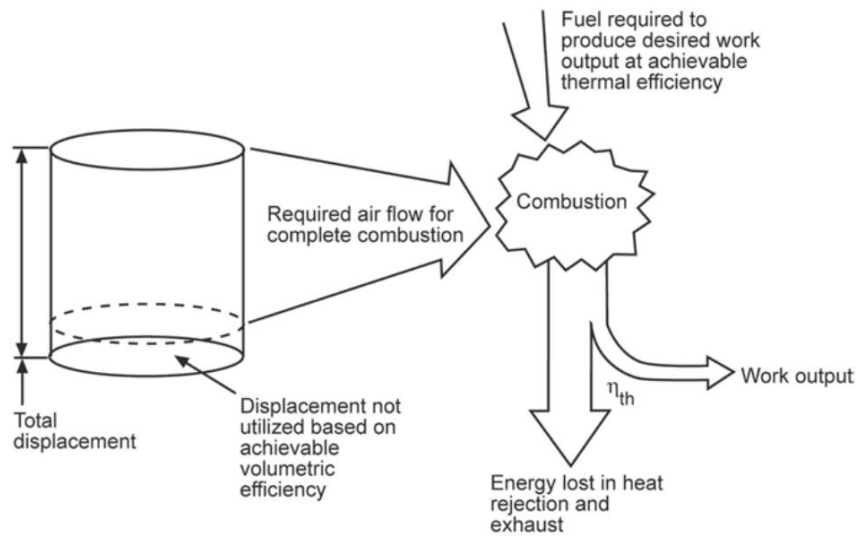 Fuel required to
produce desired work
output at achievable
thermal efficiency
Combustion
Required air flow for
complete combustion
Work output
η_th
Total
displacement
Displacement not
utilized based on
achievable
volumetric
efficiency
Energy lost in heat
rejection and
exhaust